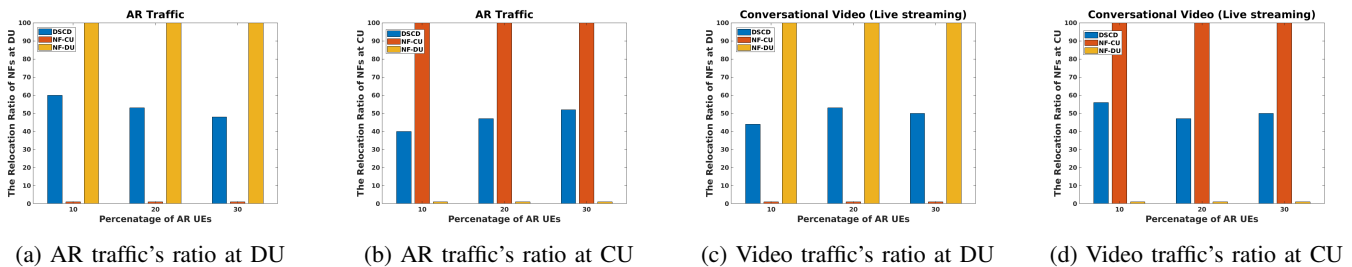 AR Traffic
The Relocation Ratio of NFs at DU
100
90
80
70
60
50
40
30
20
10
0
DSCD
NF-CU
NF-DU
10
20
30
Percenatage of AR UEs
(a) AR traffic's ratio at DU
AR Traffic
The Relocation Ratio of NFs at CU
100
90
80
70
60
50
40
30
20
10
0
DSCD
NF-CU
NF-DU
10
20
30
Percenatage of AR UEs
(b) AR traffic's ratio at CU
Conversational Video (Live streaming)
The Relocation Ratio of NFs at DU
100
90
80
70
60
50
40
30
20
10
0
DSCD
NF-CU
NF-DU
10
20
30
Percenatage of AR UEs
(c) Video traffic's ratio at DU
Conversational Video (Live streaming)
The Relocation Ratio of NFs at CU
100
90
80
70
60
50
40
30
20
10
0
DSCD
NF-CU
NF-DU
10
20
30
Percenatage of AR UEs
(d) Video traffic's ratio at CU